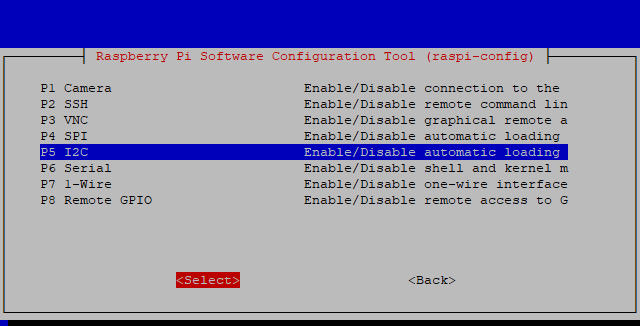 Raspberry Pi Software Configuration Tool (raspi-config)
P1 Camera Enable/Disable connection to the
P2 SSH Enable/Disable remote command lin
P3 VNC Enable/Disable graphical remote a
P4 SPI Enable/Disable automatic loading
P5 I2C Enable/Disable automatic loading
P6 Serial Enable/Disable shell and kernel m
P7 1-Wire Enable/Disable one-wire interface
P8 Remote GPIO Enable/Disable remote access to G
<Select> <Back>